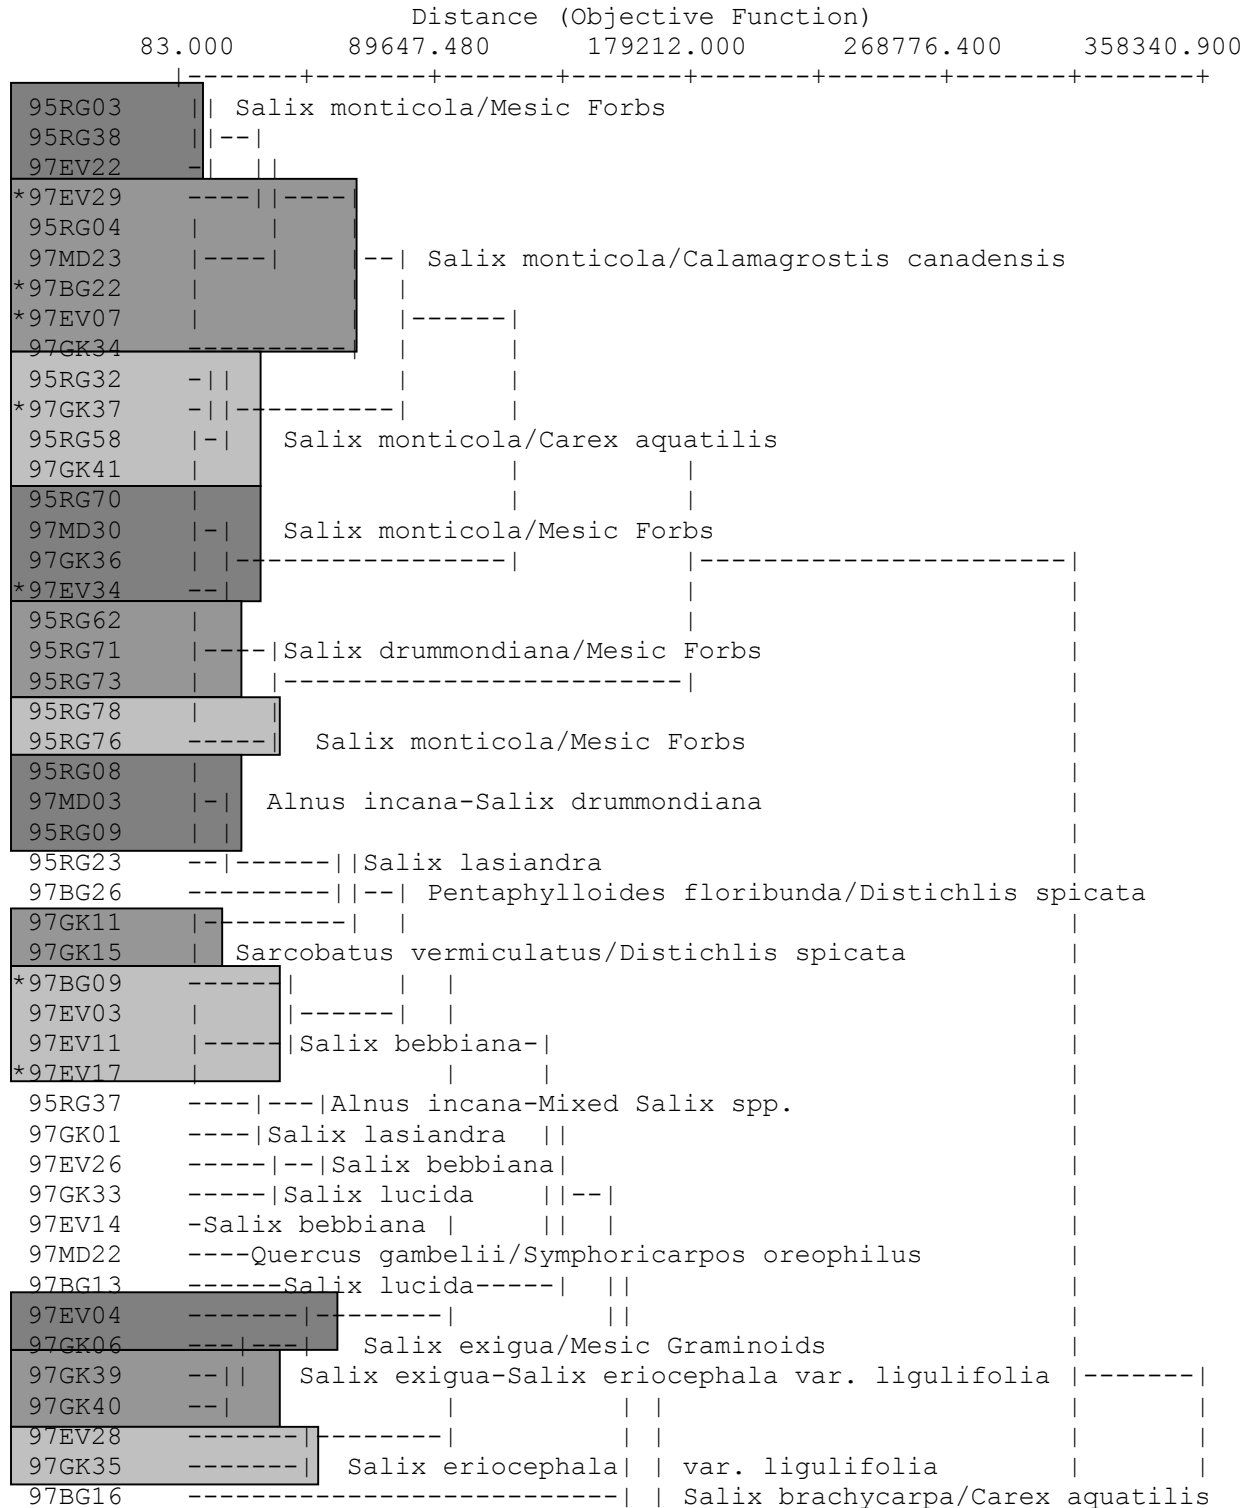 Distance (Objective Function)
83.000 89647.480 179212.000 268776.400 358340.900
|-------+-------+-------+-------+-------+-------+-------+-------+
95RG03 || Salix monticola/Mesic Forbs
95RG38 ||--|
97EV22 -| ||
*97EV29 ----||----|
95RG04 | | |
97MD23 |----| |--| Salix monticola/Calamagrostis canadensis
*97BG22 | | |
*97EV07 | | |------|
97GK34 ----------| | |
95RG32 -|| | |
*97GK37 -||----------| |
95RG58 |-| Salix monticola/Carex aquatilis
97GK41 | | |
95RG70 | | |
97MD30 |-| Salix monticola/Mesic Forbs
97GK36 | |-----------------| |-----------------------|
*97EV34 --| | |
95RG62 | | |
95RG71 |----|Salix drummondiana/Mesic Forbs |
95RG73 | |-------------------------| |
95RG78 | | |
95RG76 -----| Salix monticola/Mesic Forbs |
95RG08 | |
97MD03 |-| Alnus incana-Salix drummondiana |
95RG09 | | |
95RG23 --|------||Salix lasiandra |
97BG26 ---------||--| Pentaphylloides floribunda/Distichlis spicata
97GK11 |---------| | |
97GK15 | Sarcobatus vermiculatus/Distichlis spicata |
*97BG09 ------| | | |
97EV03 | |------| | |
97EV11 |-----|Salix bebbiana-| |
*97EV17 | | | |
95RG37 ----|---|Alnus incana-Mixed Salix spp. |
97GK01 ----|Salix lasiandra || |
97EV26 -----|--|Salix bebbiana| |
97GK33 -----|Salix lucida ||--| |
97EV14 -Salix bebbiana | || | |
97MD22 ----Quercus gambelii/Symphoricarpos oreophilus |
97BG13 ------Salix lucida-----| || |
97EV04 -------|--------| || |
97GK06 ---|---| Salix exigua/Mesic Graminoids |
97GK39 --|| Salix exigua-Salix eriocephala var. ligulifolia |-------|
97GK40 --| | | | | |
97EV28 -------|--------| | | | |
97GK35 -------| Salix eriocephala| | var. ligulifolia | |
97BG16 --------------------------- | | Salix brachycarpa/Carex aquatilis